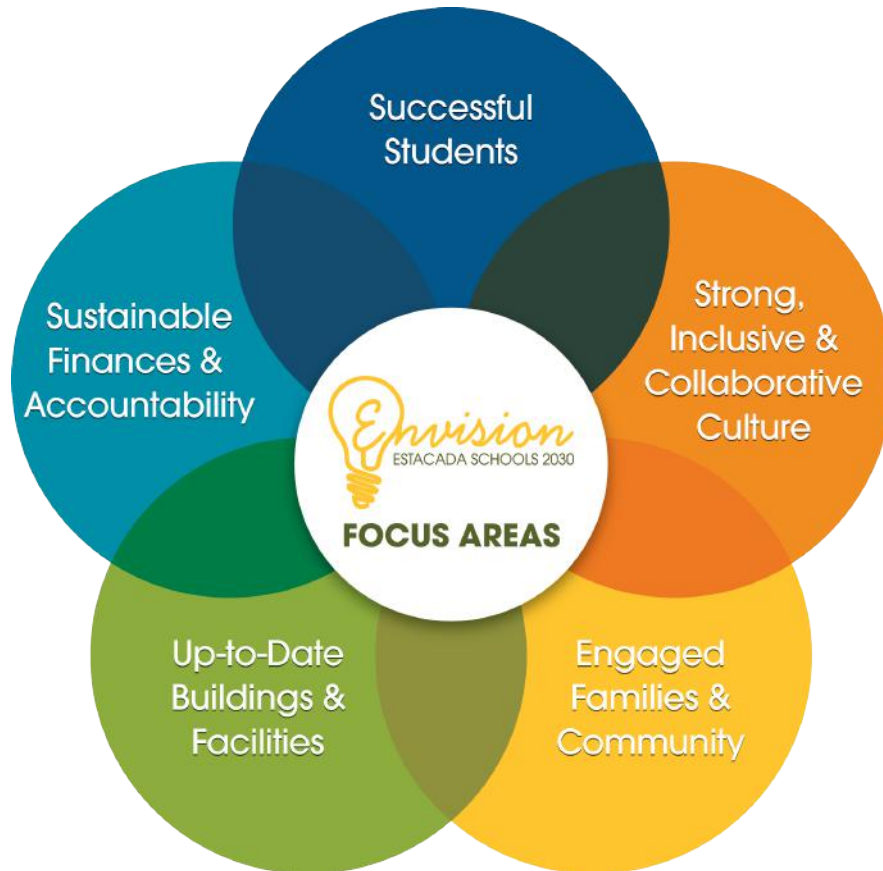 Successful
Students
Strong,
Inclusive &
Collaborative
Culture
Engaged
Families &
Community
Up-to-Date
Buildings &
Facilities
Sustainable
Finances &
Accountability
Envision
ESTACADA SCHOOLS 2030
FOCUS AREAS